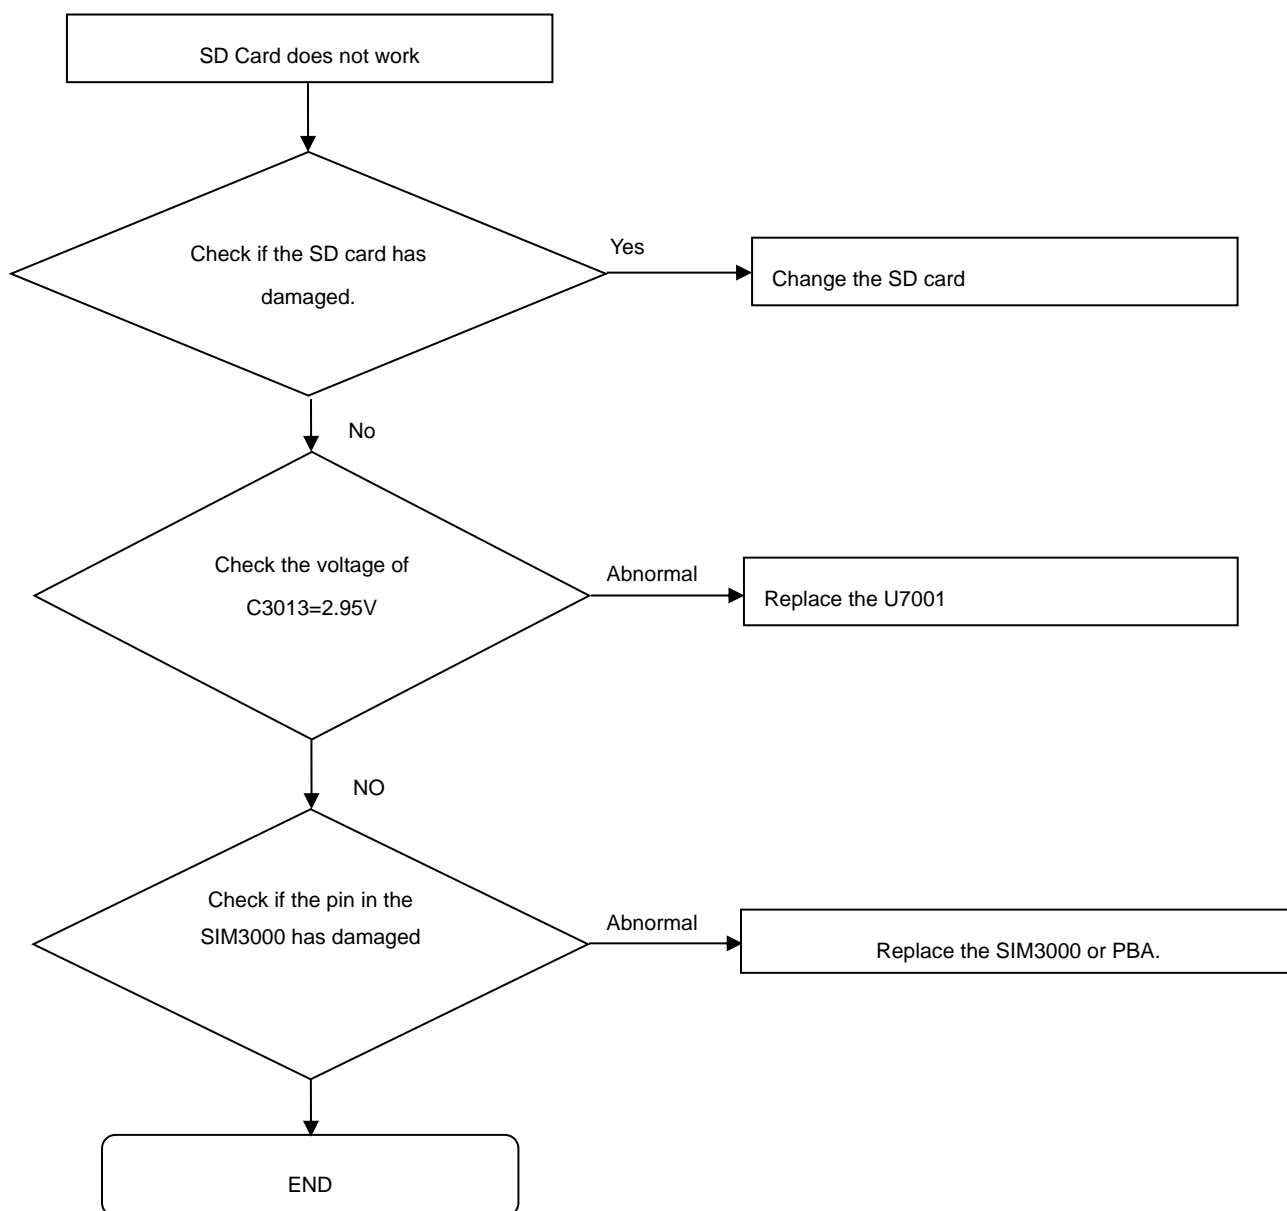 SD Card does not work
Check if the SD card has
damaged.
Yes
Change the SD card
No
Check the voltage of
C3013=2.95V
Abnormal
Replace the U7001
NO
Check if the pin in the
SIM3000 has damaged
Abnormal
Replace the SIM3000 or PBA.
END